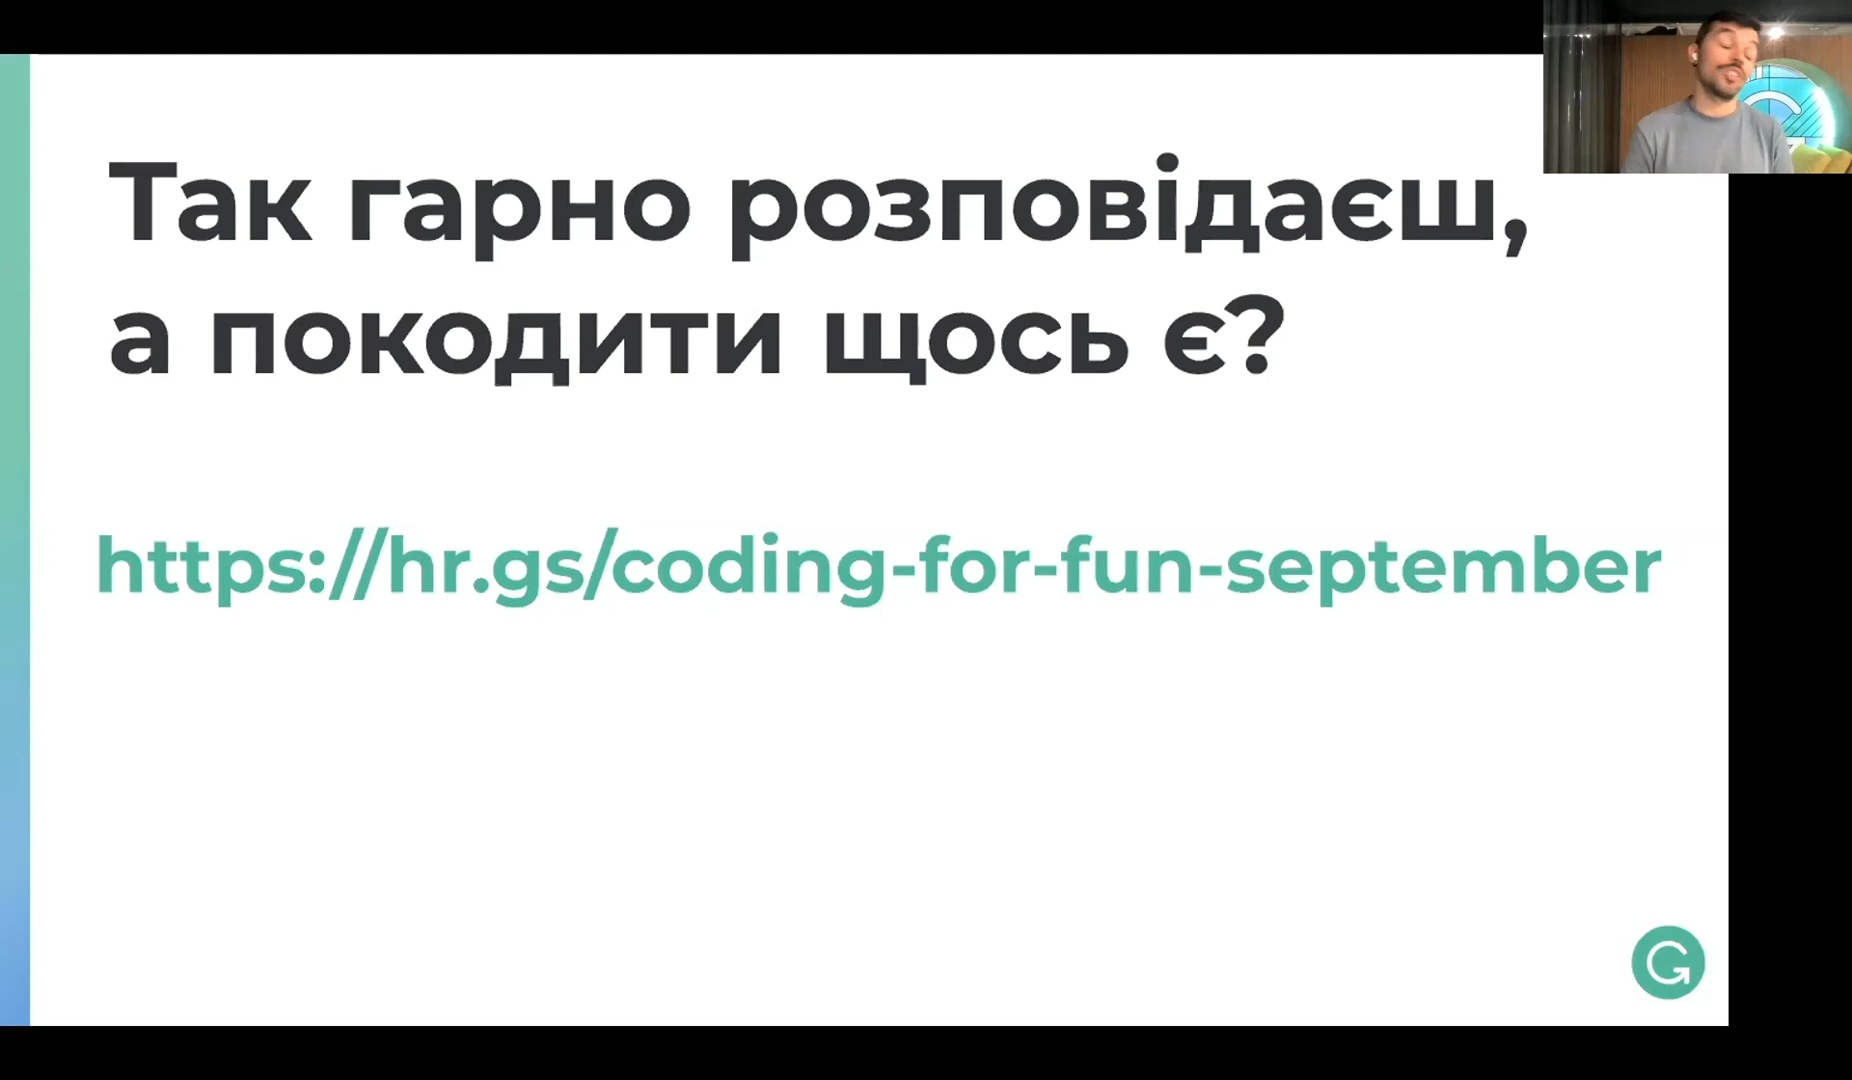 Так гарно розповідаєш,
а покодити щось є?
https://hr.gs/coding-for-fun-september